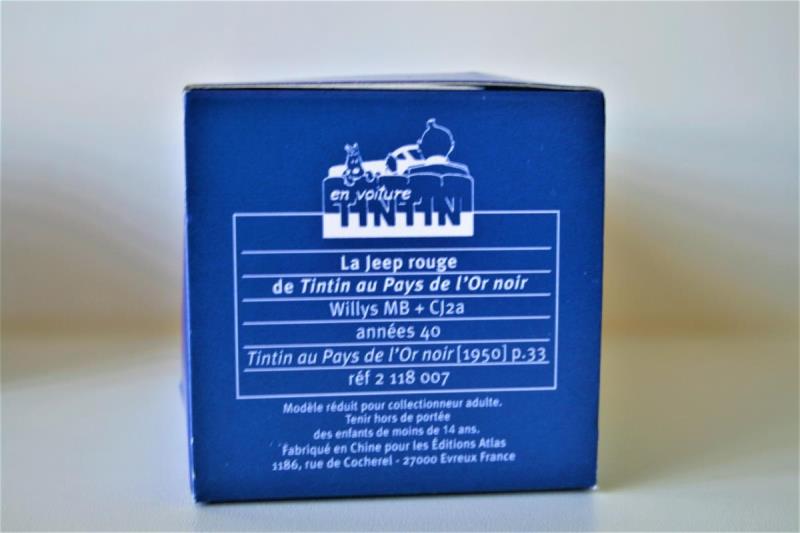 en voiture
TINTIN
La Jeep rouge
de Tintin au Pays de l'Or noir
Willys MB + CJ2a
années 40
Tintin au Pays de l'Or noir [1950] p.33
réf 2 118 007
Modèle réduit pour collectionneur adulte.
Tenir hors de portée
des enfants de moins de 14 ans.
Fabriqué en Chine pour les Éditions Atlas
1186, rue de Cocherel - 27000 Evreux France